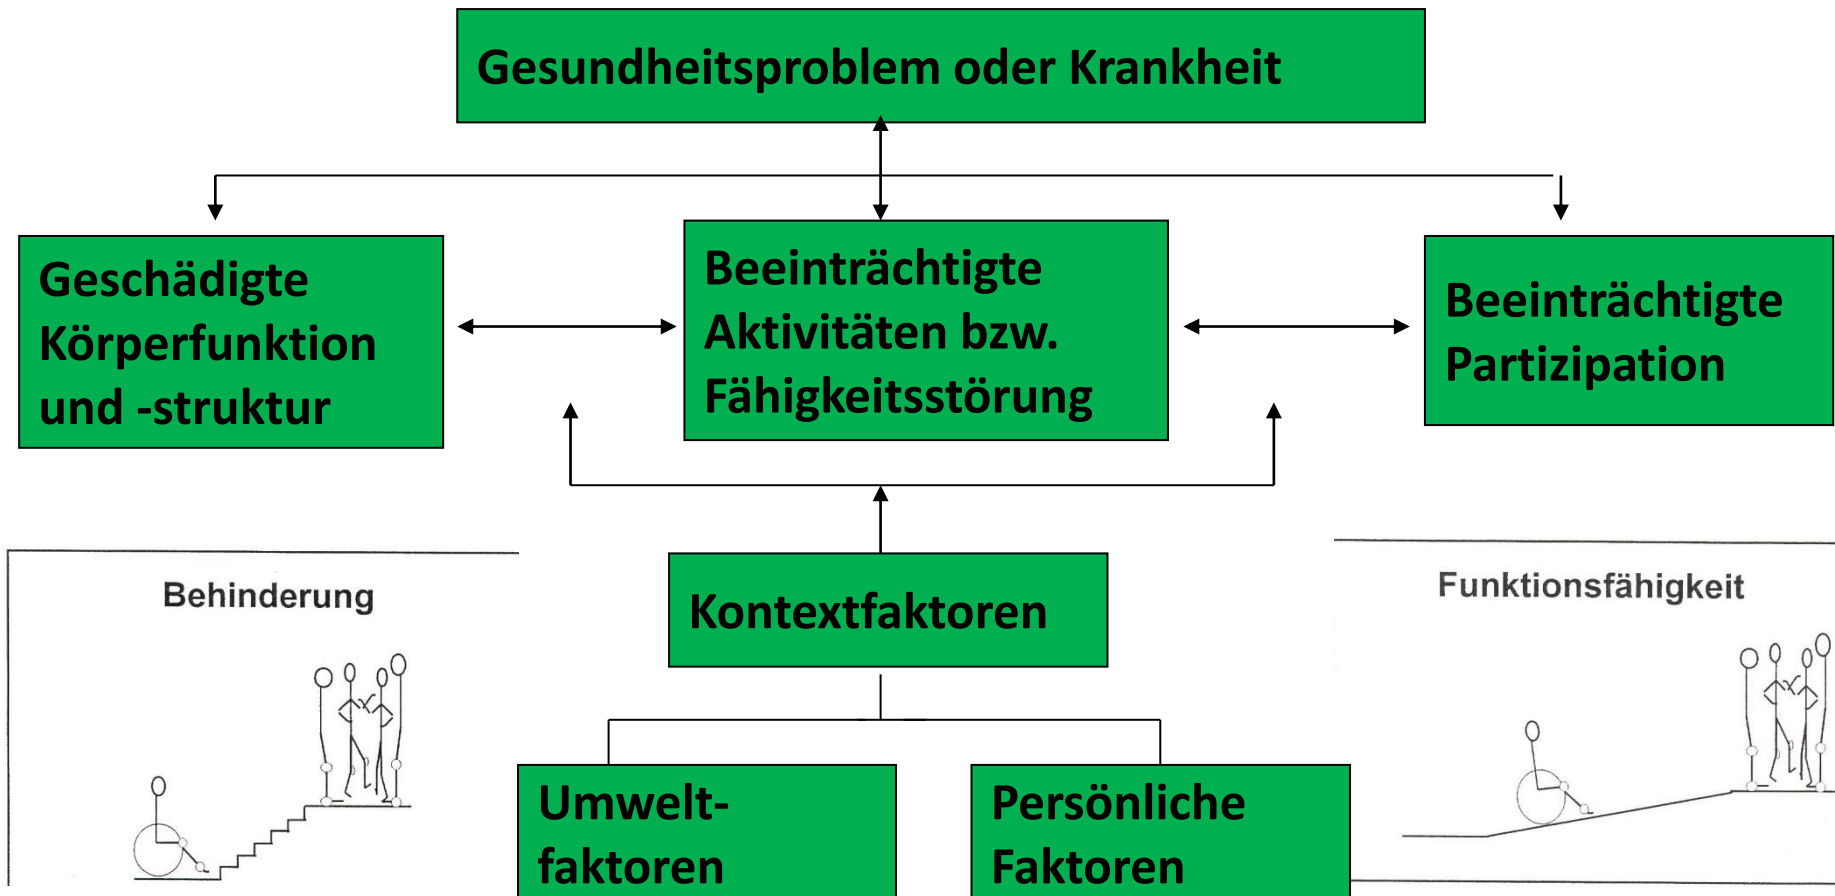 Gesundheitsproblem oder Krankheit
Geschädigte
Körperfunktion
und -struktur
Beeinträchtigte
Aktivitäten bzw.
Fähigkeitsstörung
Beeinträchtigte
Partizipation
Behinderung
Kontextfaktoren
Funktionsfähigkeit
Umwelt-
faktoren
Persönliche
Faktoren